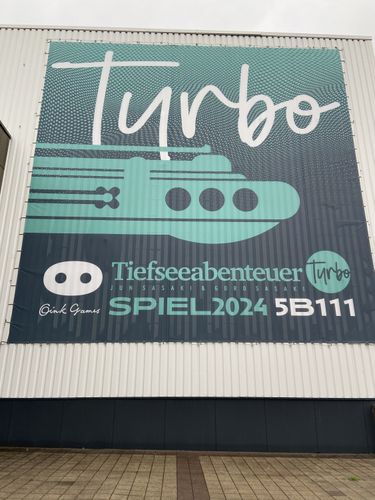 Turbo
Tiefseeabenteuer Turbo
JUN SASAKI & GORO SASAKI
Oink Games SPIEL2024 5B111